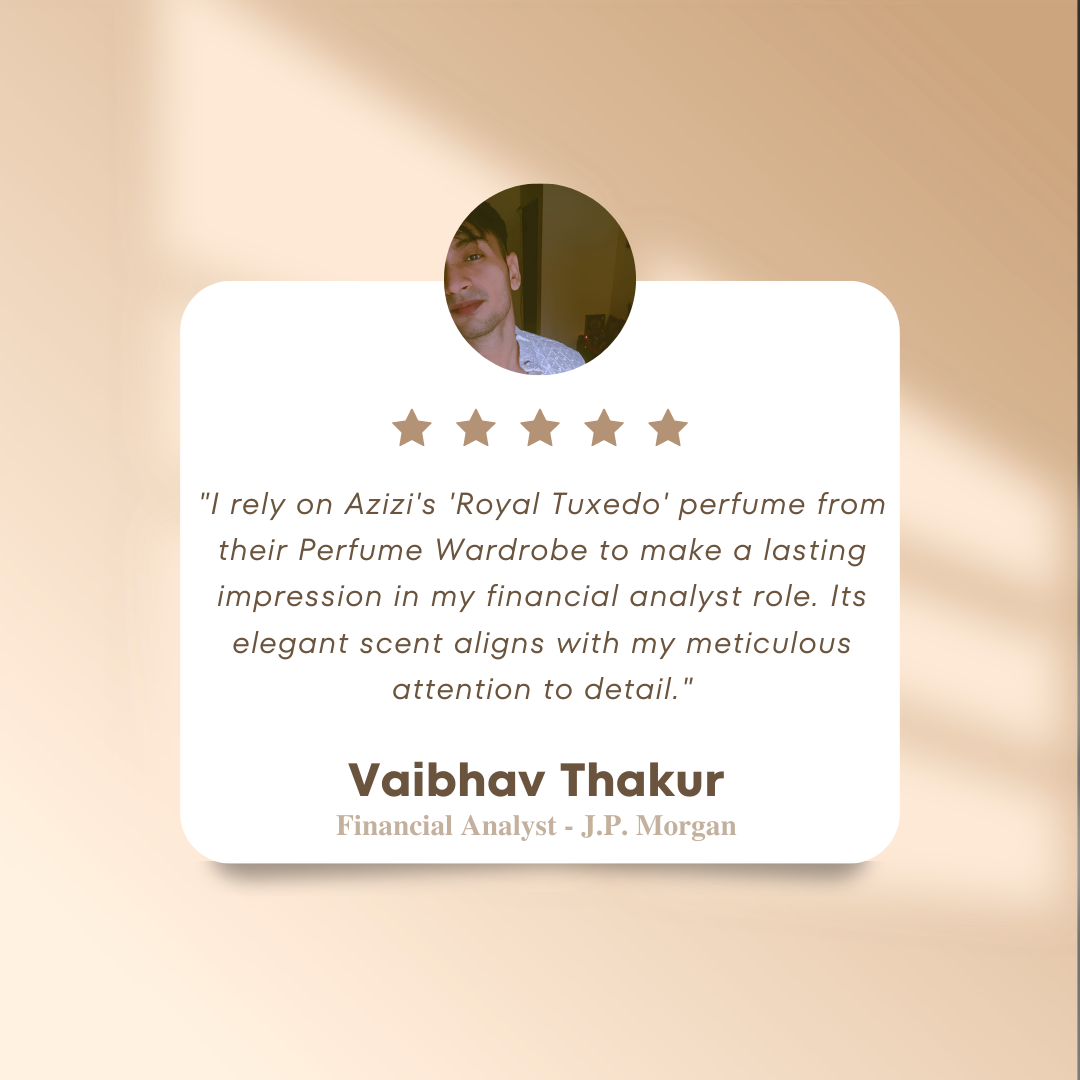 "I rely on Azizi's 'Royal Tuxedo' perfume from
their Perfume Wardrobe to make a lasting
impression in my financial analyst role. Its
elegant scent aligns with my meticulous
attention to detail."
Vaibhav Thakur
Financial Analyst - J.P. Morgan